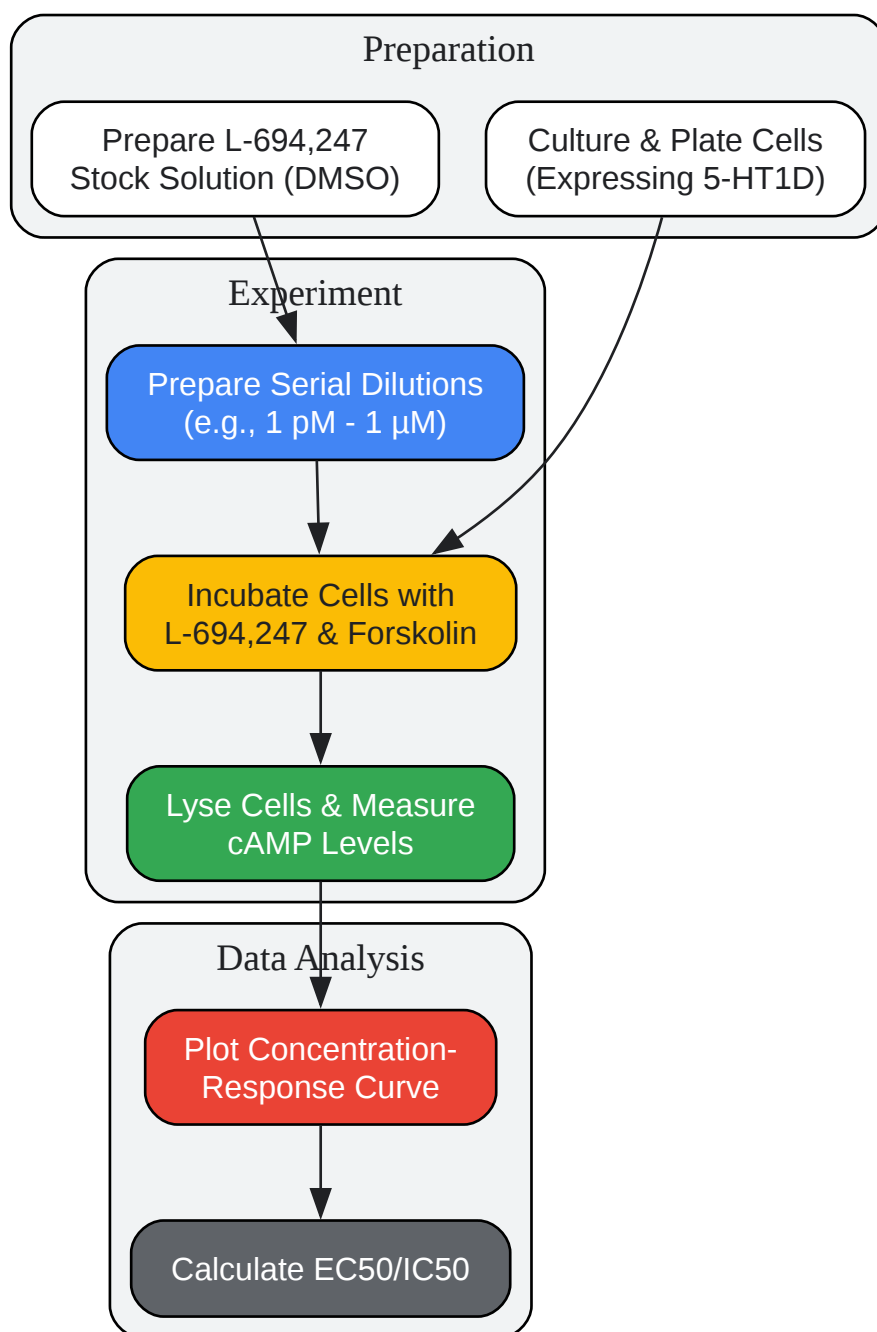 Preparation
Prepare L-694,247
Stock Solution (DMSO)
Culture & Plate Cells
(Expressing 5-HT1D)
Experiment
Prepare Serial Dilutions
(e.g., 1 pM - 1 µM)
Incubate Cells with
L-694,247 & Forskolin
Lyse Cells & Measure
cAMP Levels
Data Analysis
Plot Concentration-
Response Curve
Calculate EC50/IC50